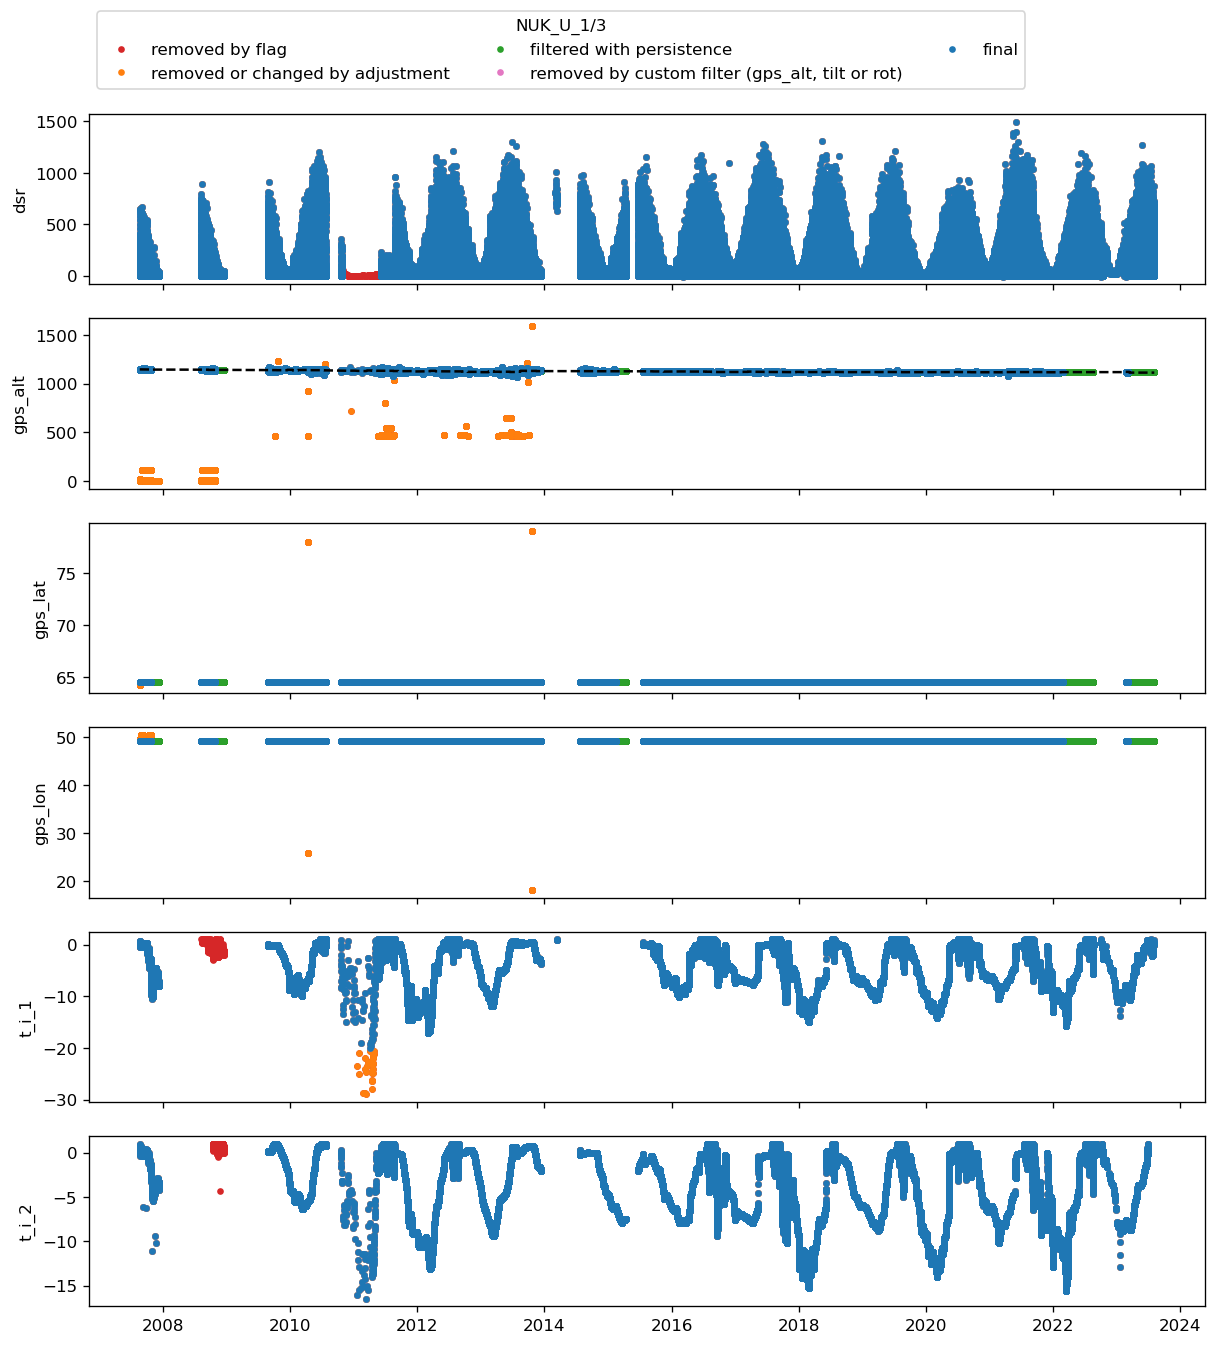 NUK_U_1/3
removed by flag
filtered with persistence
final
removed or changed by adjustment
removed by custom filter (gps_alt, tilt or rot)
1500
1000
500
0
dsr
1500
1000
500
0
gps_alt
75
70
65
gps_lat
50
40
30
20
gps_lon
0
−10
−20
−30
t_i_1
0
−5
−10
−15
t_i_2
2008 2010 2012 2014 2016 2018 2020 2022 2024